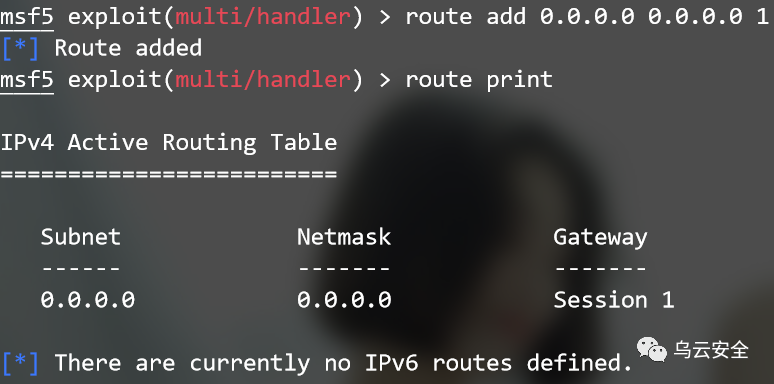 msf5 exploit(multi/handler) > route add 0.0.0.0 0.0.0.0 1
[*] Route added
msf5 exploit(multi/handler) > route print
IPv4 Active Routing Table
=========================
Subnet Netmask Gateway
------ ------- -------
0.0.0.0 0.0.0.0 Session 1
[*] There are currently no IPv6 routes defined.
乌云安全